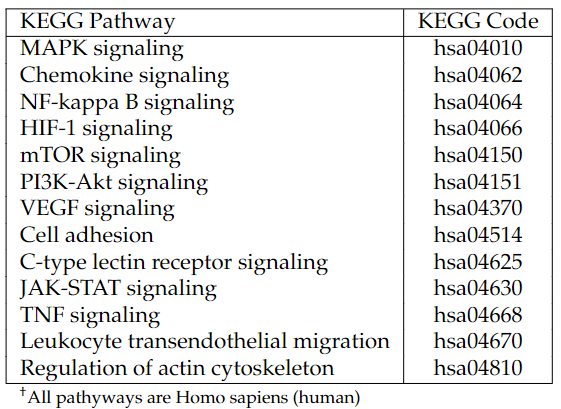 KEGG Pathway KEGG Code
MAPK signaling hsa04010
Chemokine signaling hsa04062
NF-kappa B signaling hsa04064
HIF-1 signaling hsa04066
mTOR signaling hsa04150
PI3K-Akt signaling hsa04151
VEGF signaling hsa04370
Cell adhesion hsa04514
C-type lectin receptor signaling hsa04625
JAK-STAT signaling hsa04630
TNF signaling hsa04668
Leukocyte transendothelial migration hsa04670
Regulation of actin cytoskeleton hsa04810
†All pathyways are Homo sapiens (human)